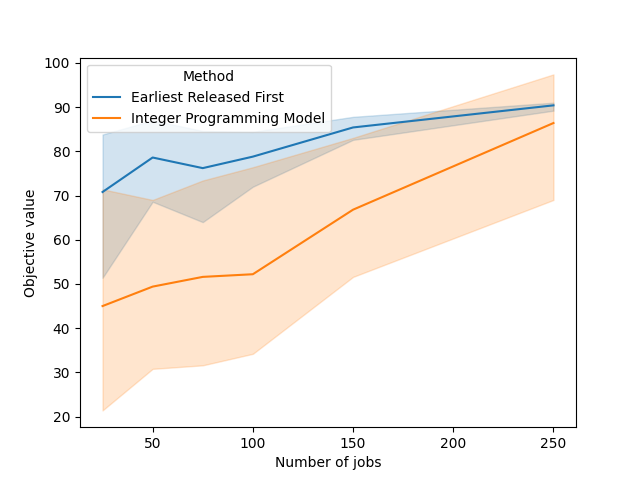 100
90
80
70
60
50
40
30
20
Objective value
Method
Earliest Released First
Integer Programming Model
50
100
150
200
250
Number of jobs